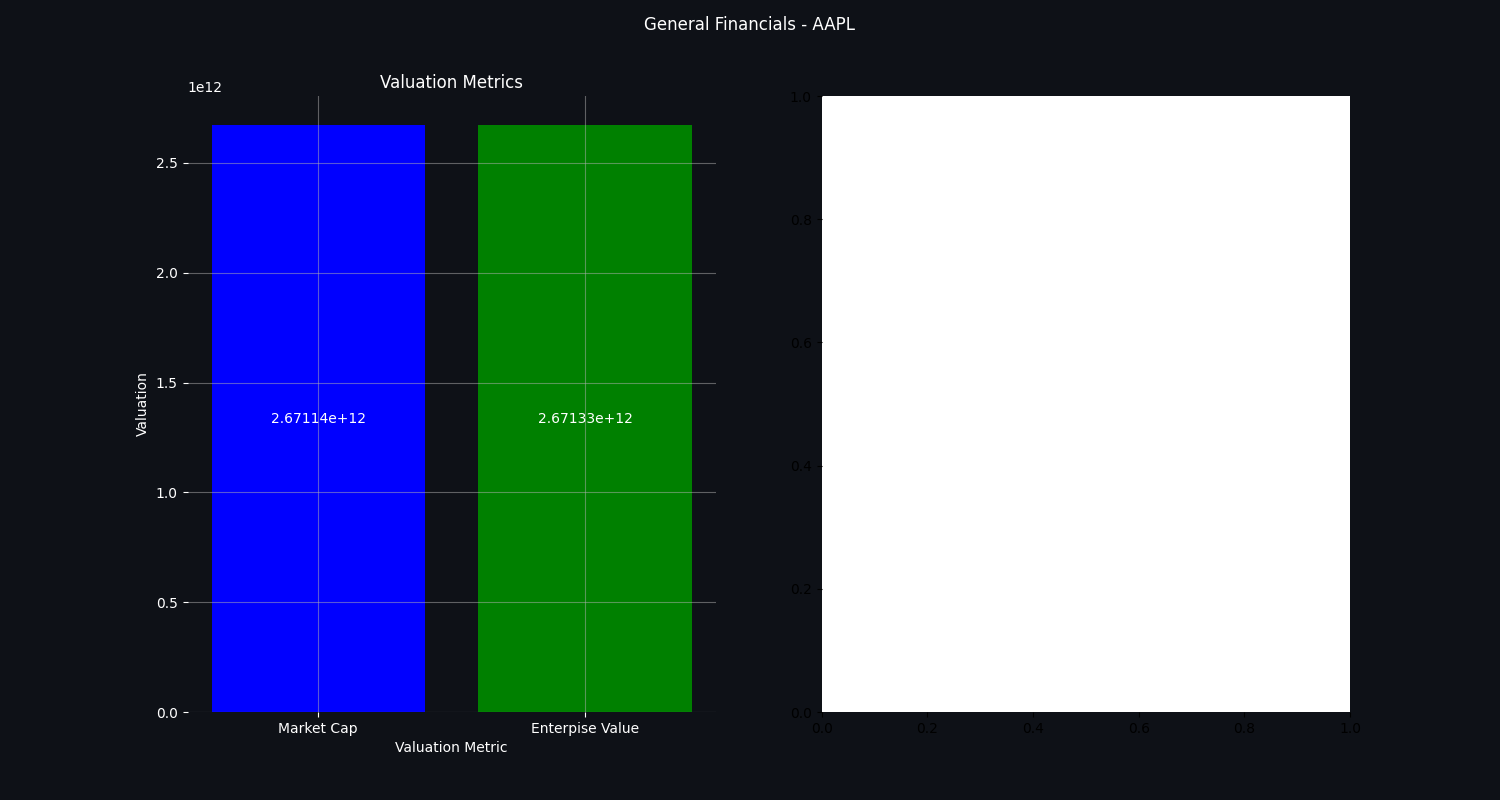 General Financials - AAPL
Valuation Metrics
1e12
2.5
2.0
1.5
1.0
0.5
0.0
Valuation
2.67114e+12
2.67133e+12
Market Cap
Enterpise Value
Valuation Metric
1.0
0.8
0.6
0.4
0.2
0.0
0.0 0.2 0.4 0.6 0.8 1.0